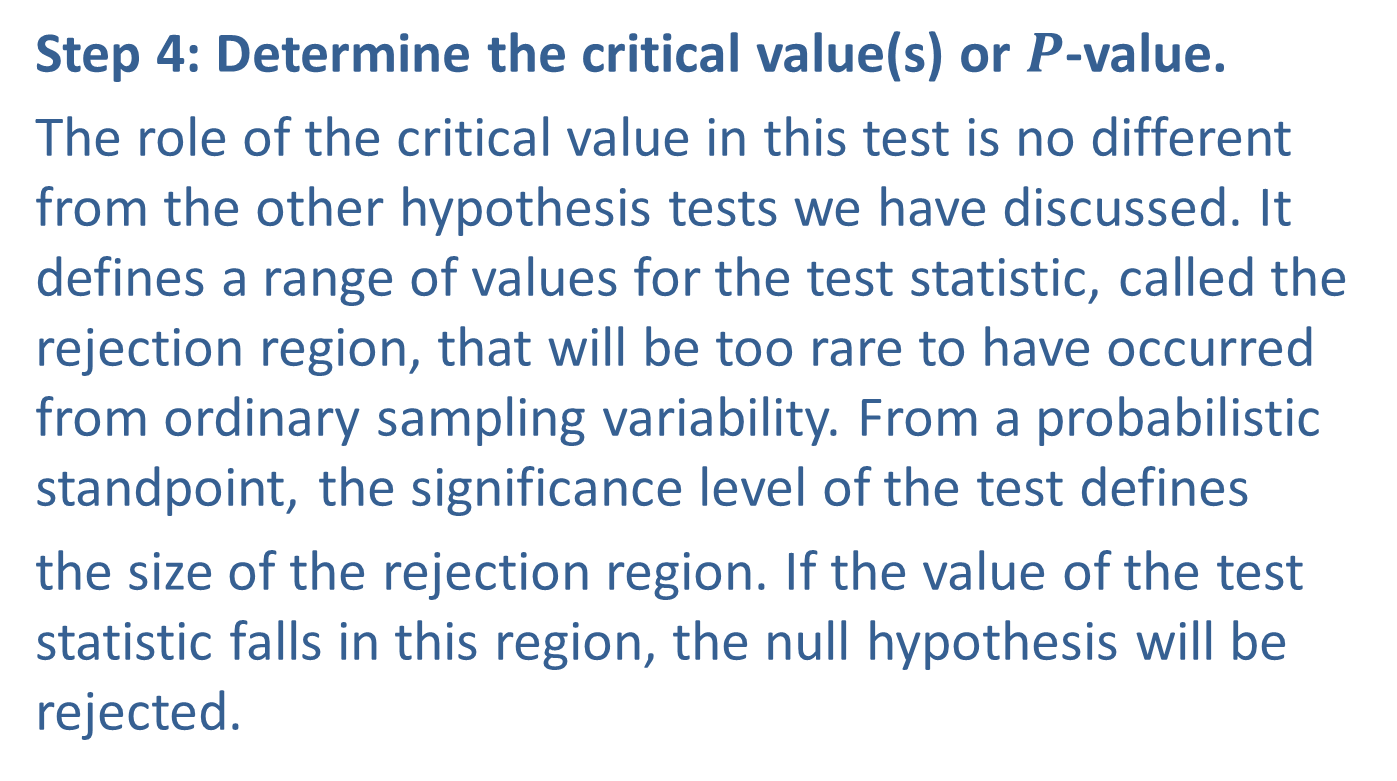 Step 4: Determine the critical value(s) or P-value.
The role of the critical value in this test is no different
from the other hypothesis tests we have discussed. It
defines a range of values for the test statistic, called the
rejection region, that will be too rare to have occurred
from ordinary sampling variability. From a probabilistic
standpoint, the significance level of the test defines
the size of the rejection region. If the value of the test
statistic falls in this region, the null hypothesis will be
rejected.